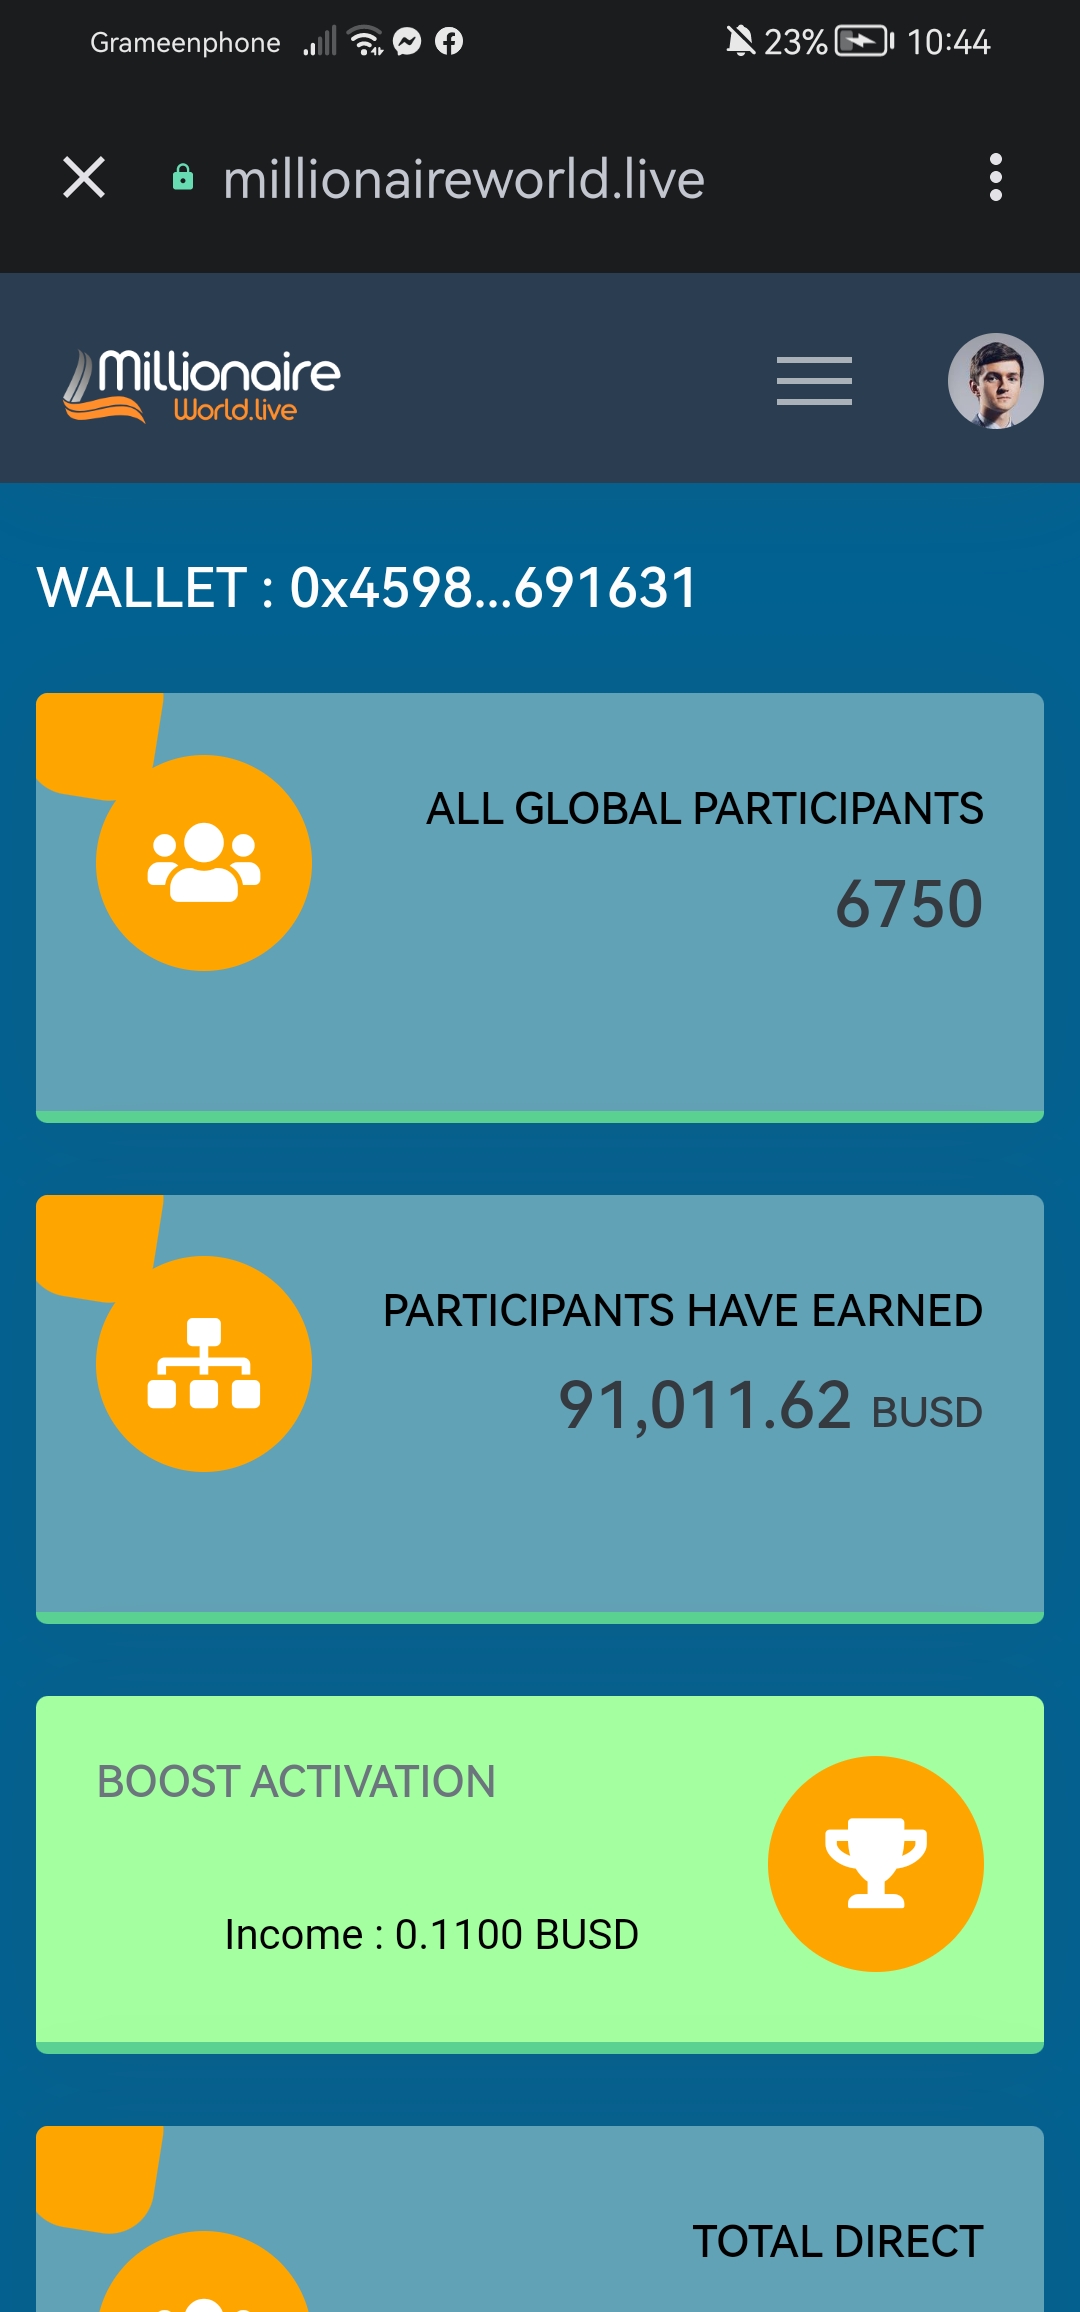 Grameenphone 23% 10:44
millionaireworld.live
Millionaire
World.live
WALLET : 0x4598...691631
ALL GLOBAL PARTICIPANTS
6750
PARTICIPANTS HAVE EARNED
91,011.62 BUSD
BOOST ACTIVATION
Income : 0.1100 BUSD
TOTAL DIRECT